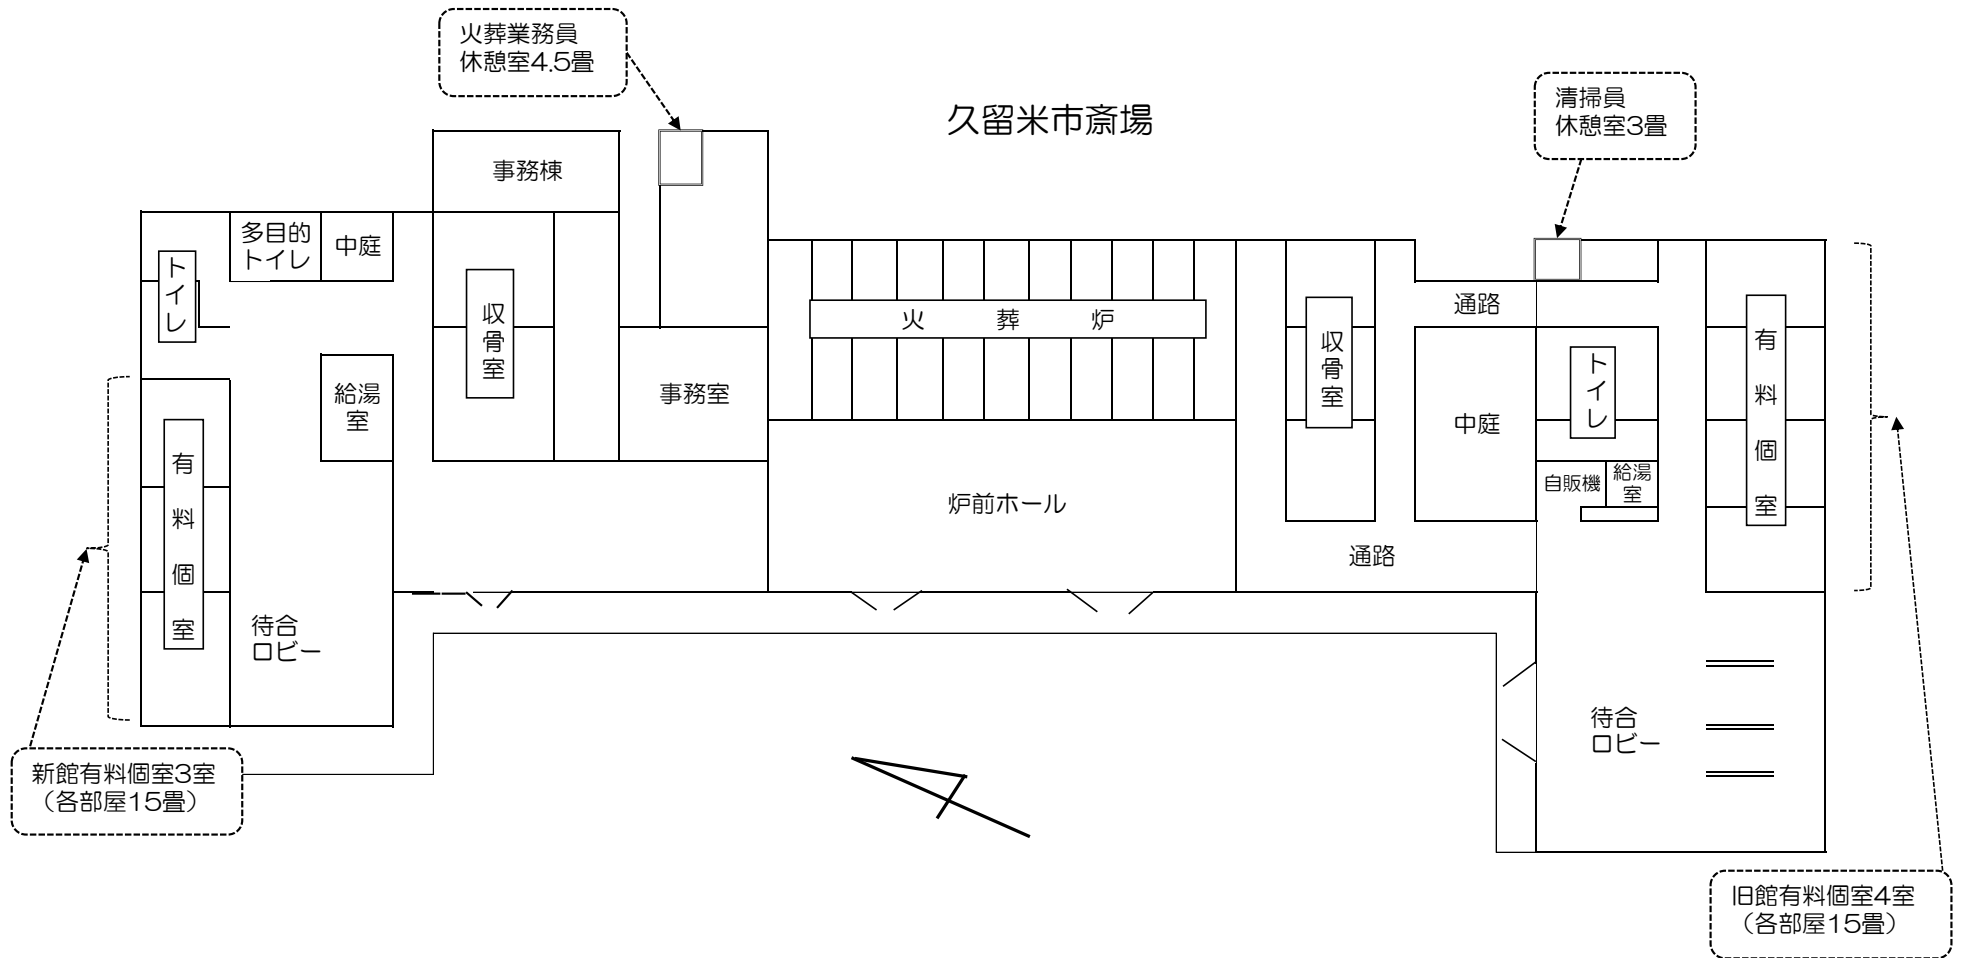 火葬業務員
休憩室4.5畳
久留米市斎場
清掃員
休憩室3畳
事務棟
多目的
トイレ
中庭
トイレ
収骨室
火葬炉
通路
収骨室
トイレ
有料個室
給湯
室
事務室
中庭
有料個室
自販機
給湯
室
炉前ホール
通路
待合
ロビー
待合
ロビー
新館有料個室3室
（各部屋15畳）
旧館有料個室4室
（各部屋15畳）